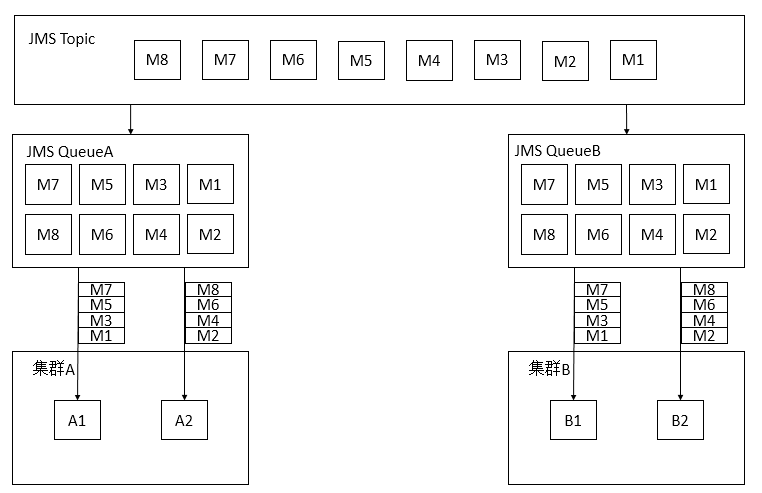 JMS Topic
M8 M7 M6 M5 M4 M3 M2 M1
JMS QueueA
M7 M5 M3 M1
M8 M6 M4 M2
JMS QueueB
M7 M5 M3 M1
M8 M6 M4 M2
M7 M8
M5 M6
M3 M4
M1 M2
M7 M8
M5 M6
M3 M4
M1 M2
集群A
A1 A2
集群B
B1 B2